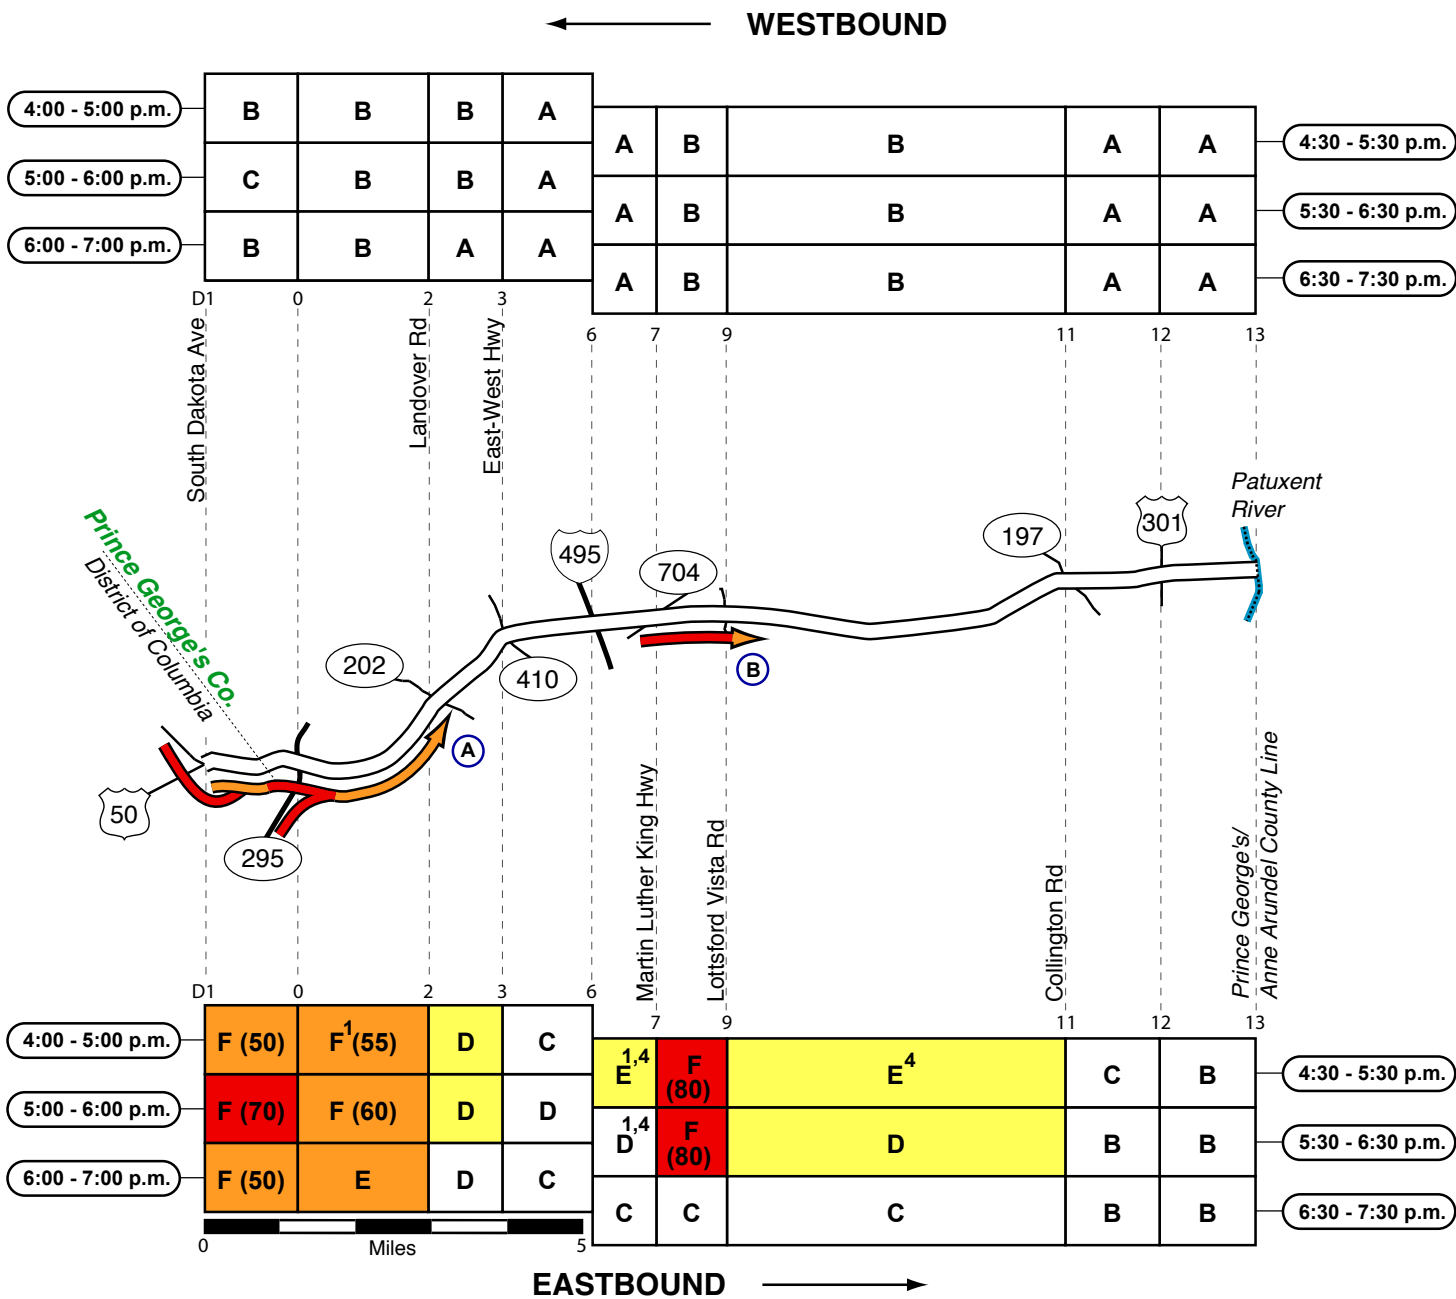 WESTBOUND
4:00 - 5:00 p.m. B B B A
A B B A A 4:30 - 5:30 p.m.
5:00 - 6:00 p.m. C B B A
A B B A A 5:30 - 6:30 p.m.
6:00 - 7:00 p.m. B B A A
A B B A A 6:30 - 7:30 p.m.
D1 0 2 3
6 7 9 11 12 13
South Dakota Ave
Landover Rd
East-West Hwy
Patuxent
River
Prince George's Co.
District of Columbia
495
704
197
301
202
410
B
A
50
295
Martin Luther King Hwy
Lottsford Vista Rd
Collington Rd
Prince George's/
Anne Arundel County Line
D1 0 2 3 6
7 9 11 12 13
4:00 - 5:00 p.m. F (50) F1(55) D C
E1,4 F (80) E4 C B 4:30 - 5:30 p.m.
5:00 - 6:00 p.m. F (70) F (60) D D
D1,4 F (80) D B B 5:30 - 6:30 p.m.
6:00 - 7:00 p.m. F (50) E D C
C C C B B 6:30 - 7:30 p.m.
0 Miles 5
EASTBOUND